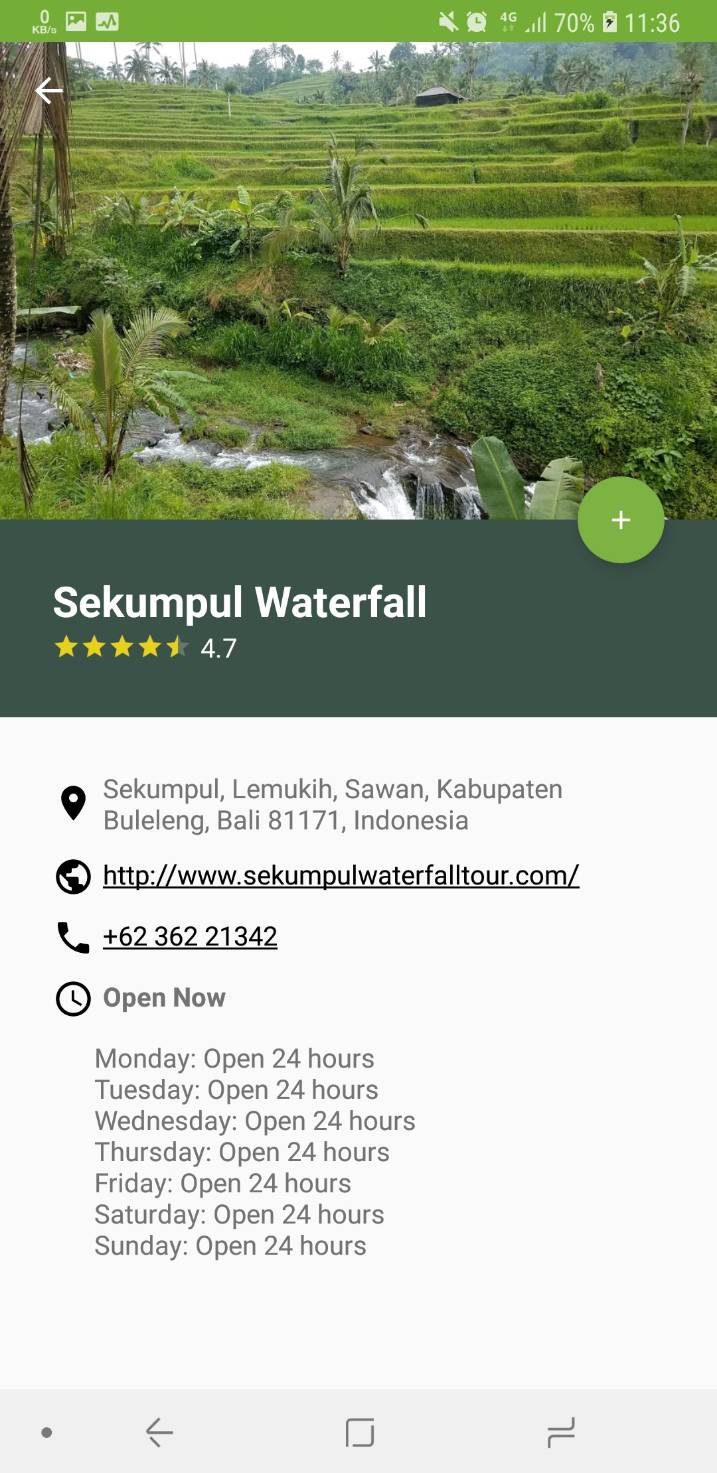 0
KB/s
4G
70%
11:36
+
Sekumpul Waterfall
4.7
Sekumpul, Lemukih, Sawan, Kabupaten
Buleleng, Bali 81171, Indonesia
http://www.sekumpulwaterfalltour.com/
+62 362 21342
Open Now
Monday: Open 24 hours
Tuesday: Open 24 hours
Wednesday: Open 24 hours
Thursday: Open 24 hours
Friday: Open 24 hours
Saturday: Open 24 hours
Sunday: Open 24 hours